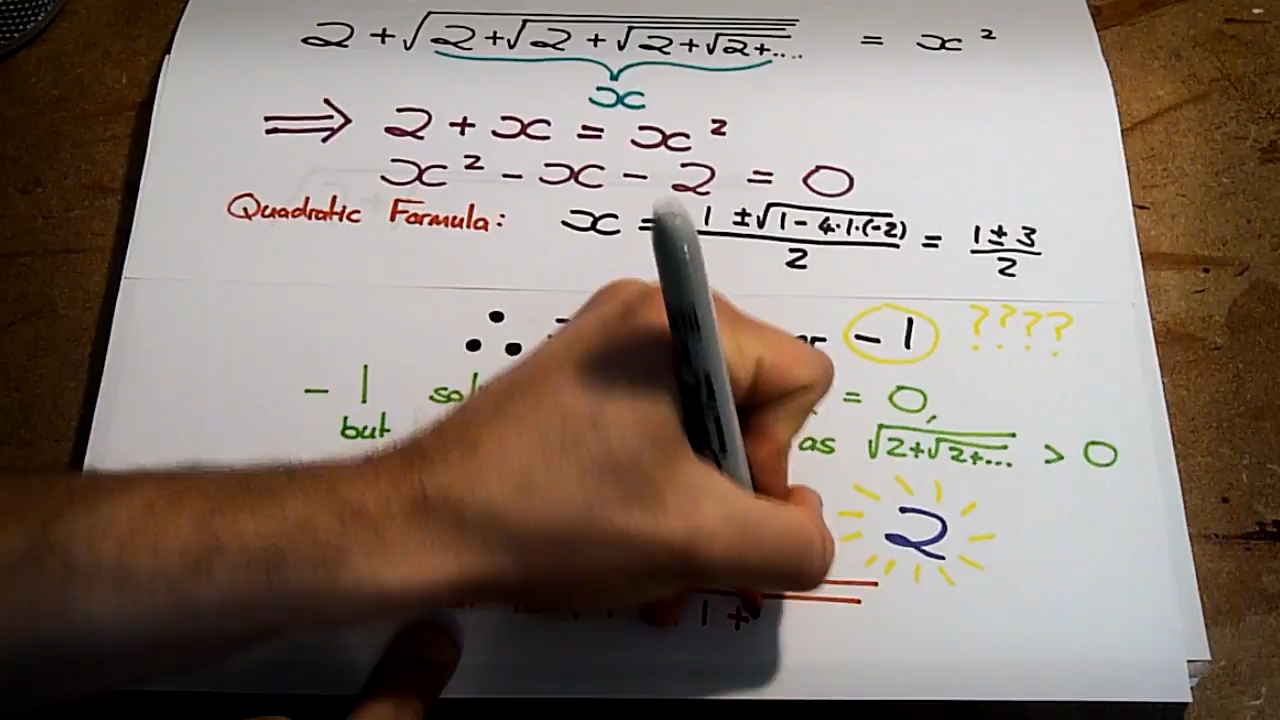 2 + √2 + √2 + √2 + √2 + .... = x²
x
⟹ 2 + x = x²
x² - x - 2 = 0
Quadratic Formula: x = 1 ± √1 - 4·1·(-2) / 2 = 1 ± 3 / 2
∴ -1 ????
-1 = 0,
but as √2+√2+... > 0
2
1 +